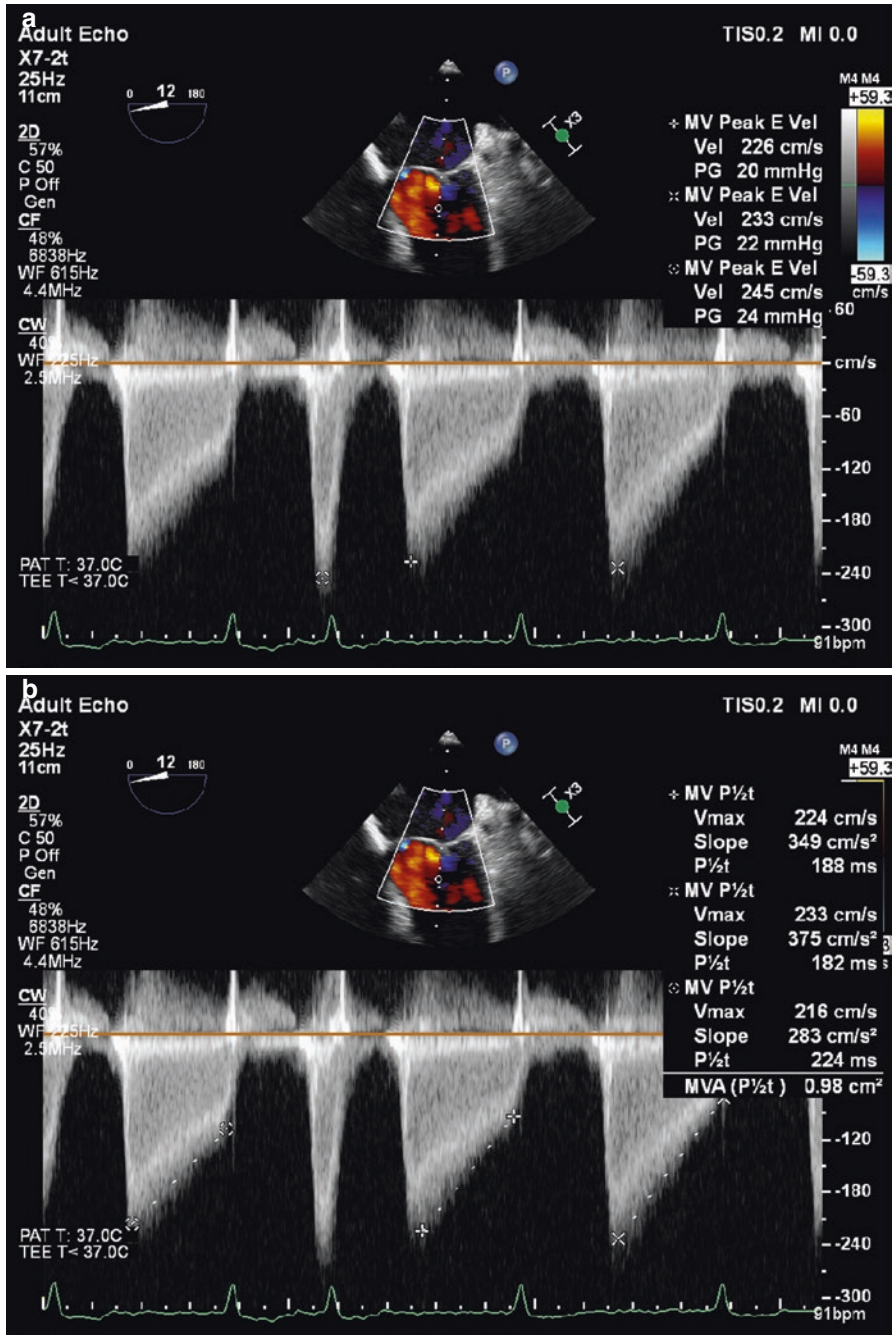 a
Adult Echo
TIS0.2 MI 0.0
X7-2t
25Hz
11cm
0 12 180
P
X3
M4 M4
+59.3
2D
57%
C 50
P Off
Gen
CF
48%
6838Hz
WF 615Hz
4.4MHz
MV Peak E Vel
Vel 226 cm/s
PG 20 mmHg
MV Peak E Vel
Vel 233 cm/s
PG 22 mmHg
MV Peak E Vel
Vel 245 cm/s
PG 24 mmHg
-59.3
cm/s
CW
40%
WF 225Hz
2.5MHz
60
cm/s
-60
-120
-180
-240
-300
PAT T: 37.0C
TEE T< 37.0C
91bpm
b
Adult Echo
TIS0.2 MI 0.0
X7-2t
25Hz
11cm
0 12 180
P
X3
M4 M4
+59.3
2D
57%
C 50
P Off
Gen
CF
48%
6838Hz
WF 615Hz
4.4MHz
MV P½t
Vmax 224 cm/s
Slope 349 cm/s²
P½t 188 ms
MV P½t
Vmax 233 cm/s
Slope 375 cm/s²
P½t 182 ms
MV P½t
Vmax 216 cm/s
Slope 283 cm/s²
P½t 224 ms
MVA (P½t) 0.98 cm²
CW
40%
WF 225Hz
2.5MHz
-120
-180
-240
-300
PAT T: 37.0C
TEE T< 37.0C
91bpm